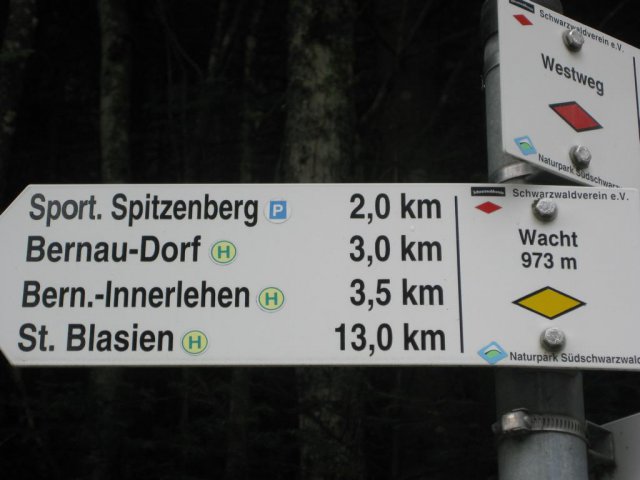 Schwarzwaldverein e.V.
Westweg
Naturpark Südschwarzwald
Sport. Spitzenberg P 2,0 km
Bernau-Dorf H 3,0 km
Bern.-Innerlehen H 3,5 km
St. Blasien H 13,0 km
Schwarzwaldverein e.V.
Wacht
973 m
Naturpark Südschwarzwald